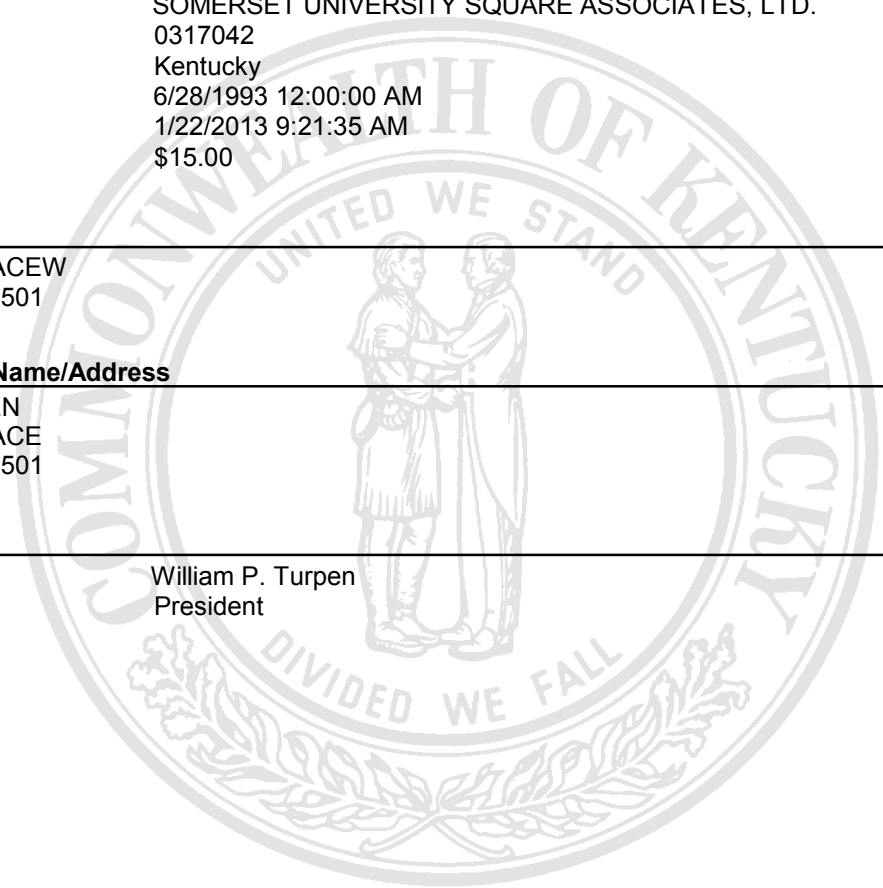 SOMERSET UNIVERSITY SQUARE ASSOCIATES, LTD.
0317042
Kentucky
6/28/1993 12:00:00 AM
1/22/2013 9:21:35 AM
$15.00
COMMONWEALTH OF KENTUCKY
UNITED WE STAND
ACEW
501
Name/Address
EN
ACE
501
William P. Turpen
President
DIVIDED WE FALL